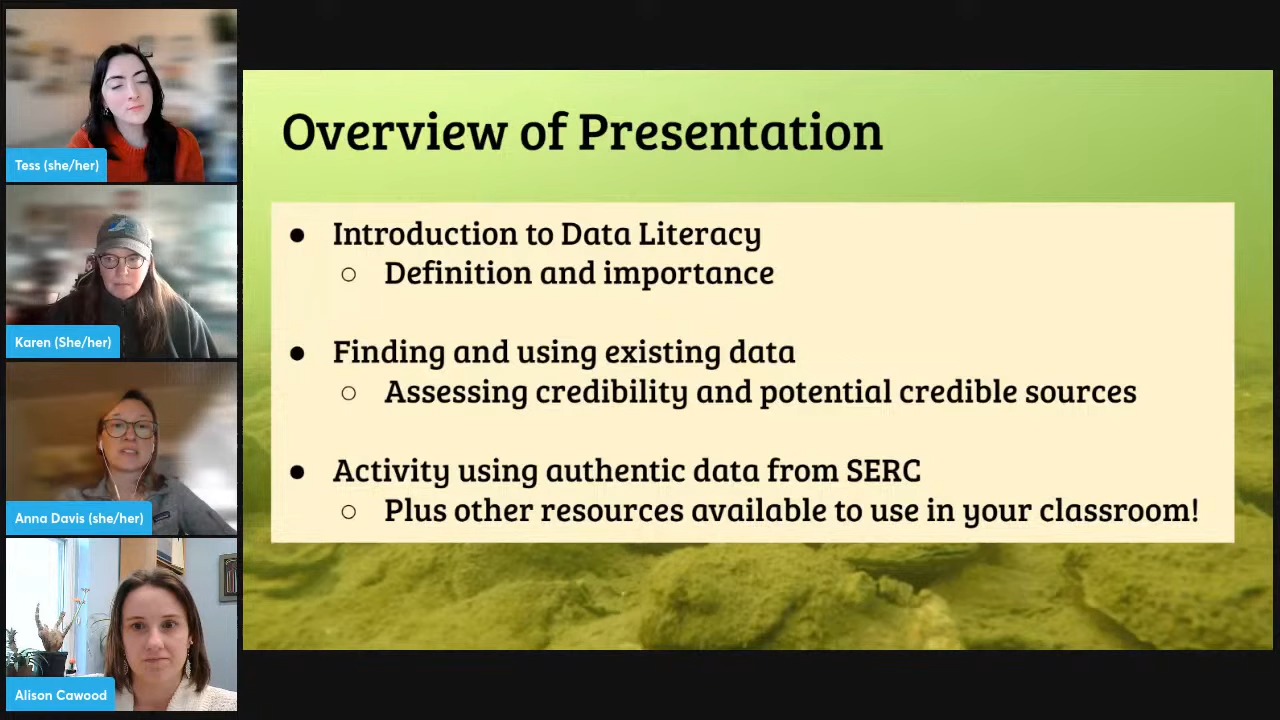 Tess (she/her)
Karen (She/her)
Anna Davis (she/her)
Alison Cawood
Overview of Presentation
● Introduction to Data Literacy
○ Definition and importance
● Finding and using existing data
○ Assessing credibility and potential credible sources
● Activity using authentic data from SERC
○ Plus other resources available to use in your classroom!